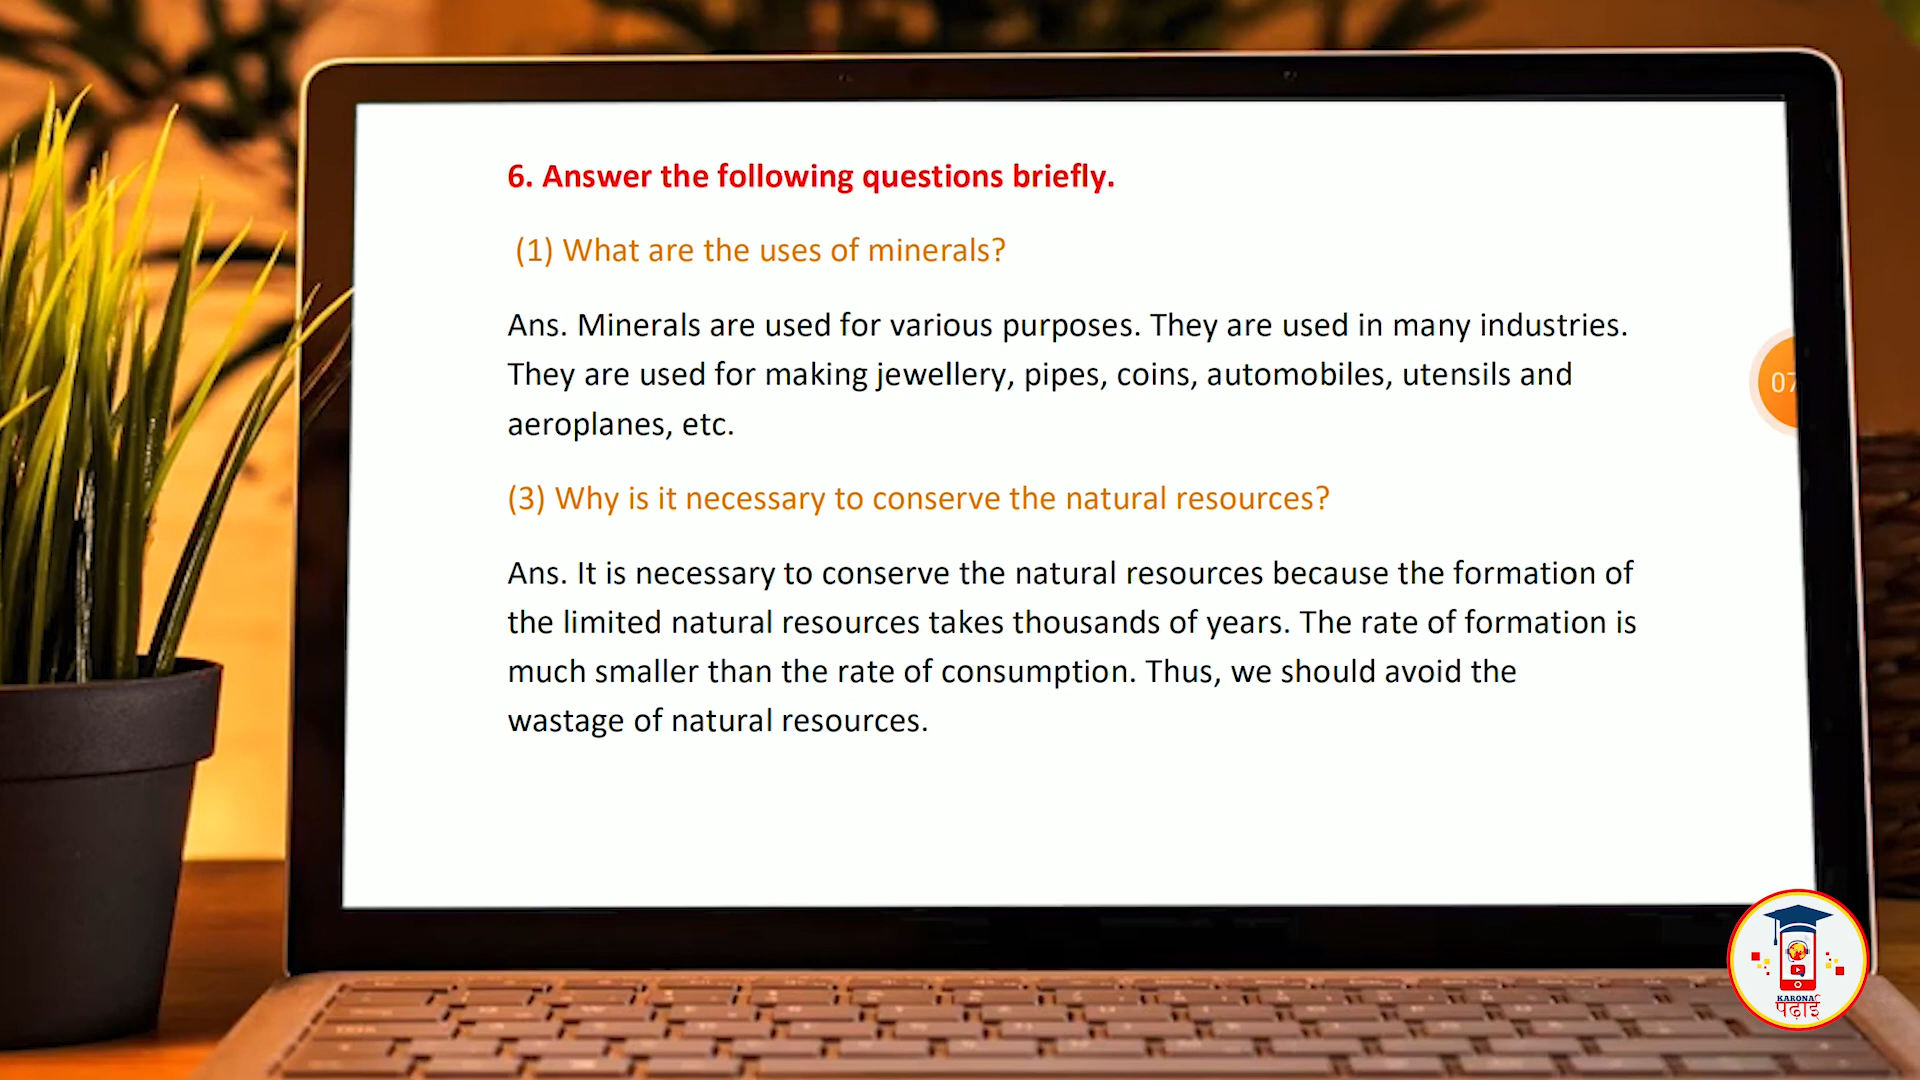 6. Answer the following questions briefly.
(1) What are the uses of minerals?
Ans. Minerals are used for various purposes. They are used in many industries.
They are used for making jewellery, pipes, coins, automobiles, utensils and
aeroplanes, etc.
(3) Why is it necessary to conserve the natural resources?
Ans. It is necessary to conserve the natural resources because the formation of
the limited natural resources takes thousands of years. The rate of formation is
much smaller than the rate of consumption. Thus, we should avoid the
wastage of natural resources.
07
KARONA
पढ़ाई